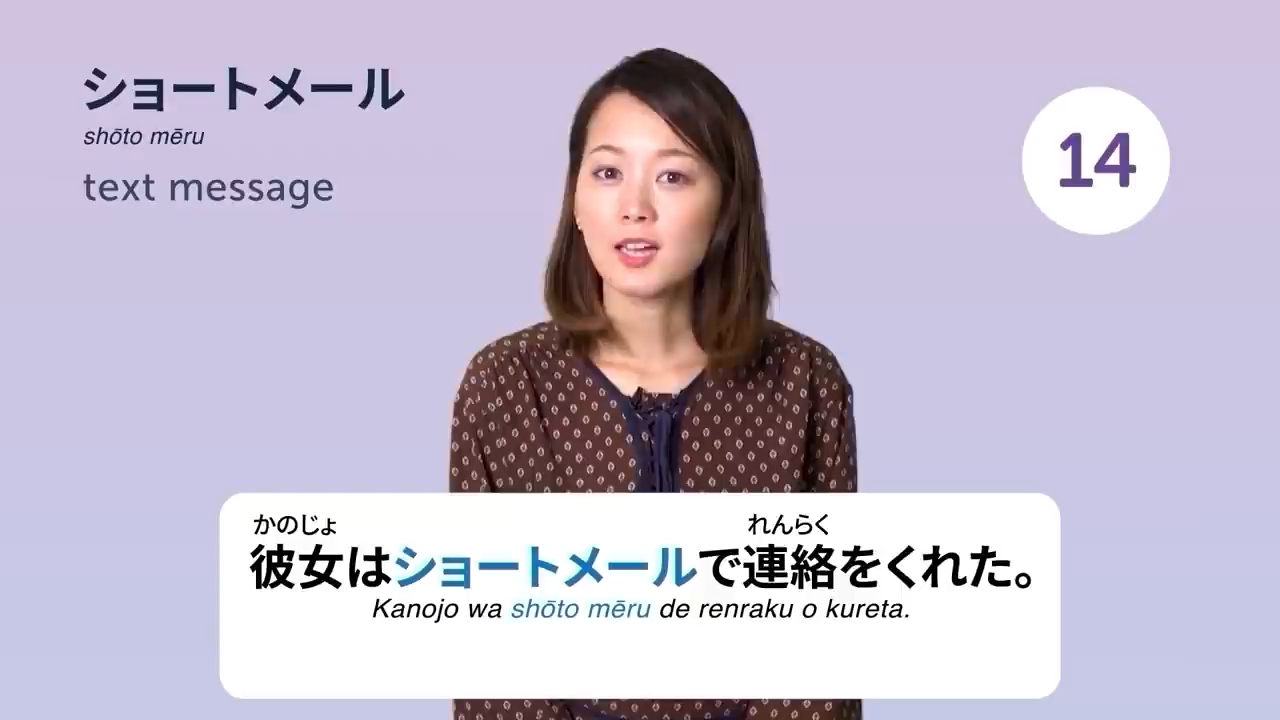 ショートメール
shōto mēru
text message
14
かのじょ れんらく
彼女はショートメールで連絡をくれた。
Kanojo wa shōto mēru de renraku o kureta.